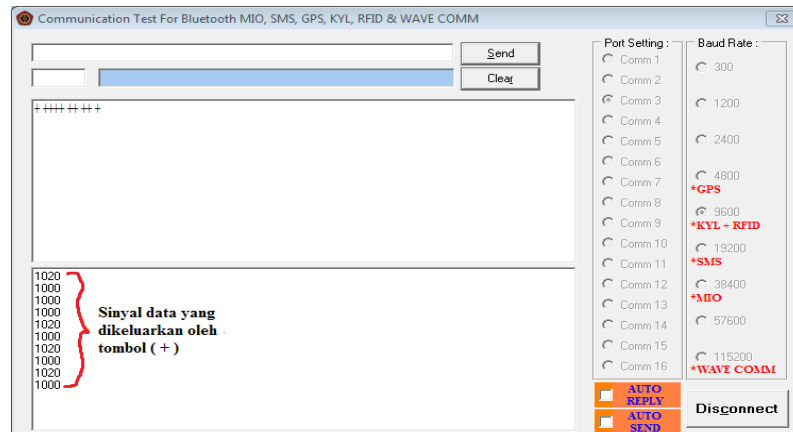 Communication Test For Bluetooth MIO, SMS, GPS, KYL, RFID & WAVE COMM
Send
Clear
+ ++++ ++ ++ +
1020
1000
1000
1000
1020
1000
1020
1000
1020
1000
Sinyal data yang
dikeluarkan oleh
tombol ( + )
Port Setting :
Comm 1
Comm 2
Comm 3
Comm 4
Comm 5
Comm 6
Comm 7
Comm 8
Comm 9
Comm 10
Comm 11
Comm 12
Comm 13
Comm 14
Comm 15
Comm 16
Baud Rate :
300
1200
2400
4800
*GPS
9600
*KYL + RFID
19200
*SMS
38400
*MIO
57600
115200
*WAVE COMM
AUTO
REPLY
AUTO
SEND
Disconnect